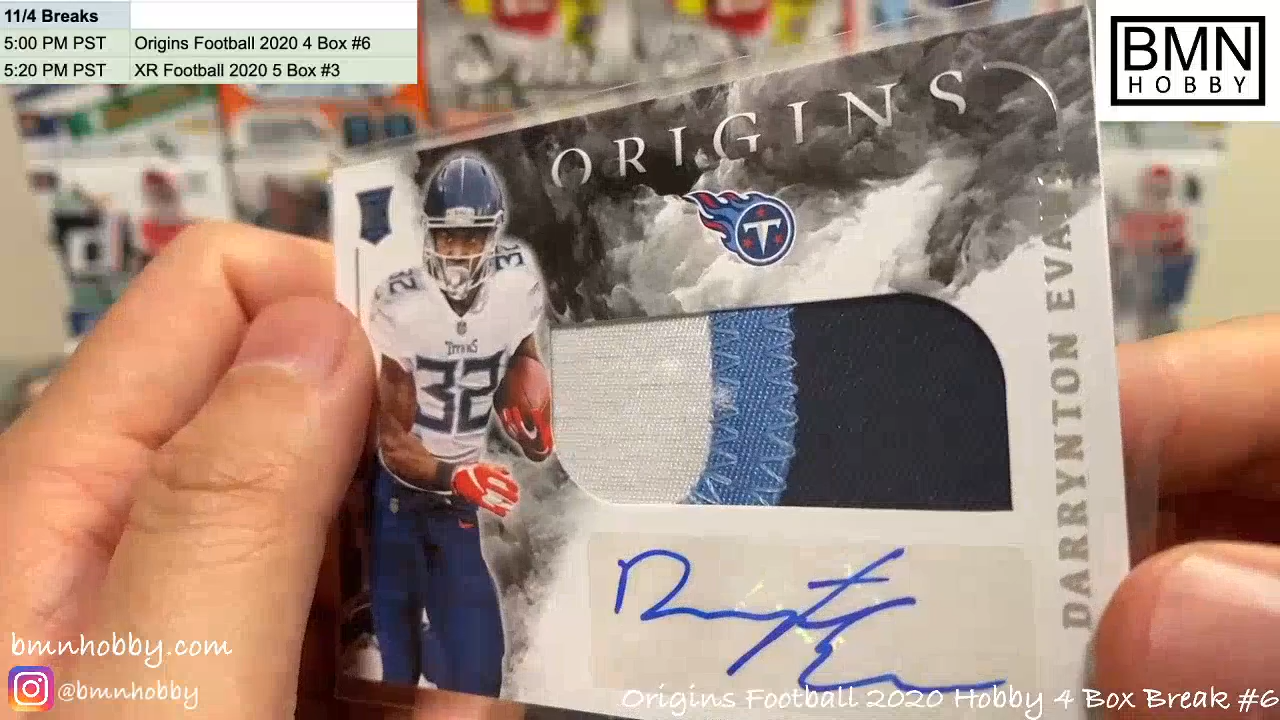 11/4 Breaks
5:00 PM PST Origins Football 2020 4 Box #6
5:20 PM PST XR Football 2020 5 Box #3
BMN
HOBBY
ORIGINS
T
32
32
TITANS
32
DARRYNTON EVANS
bmnhobby.com
@bmnhobby
Origins Football 2020 Hobby 4 Box Break #6